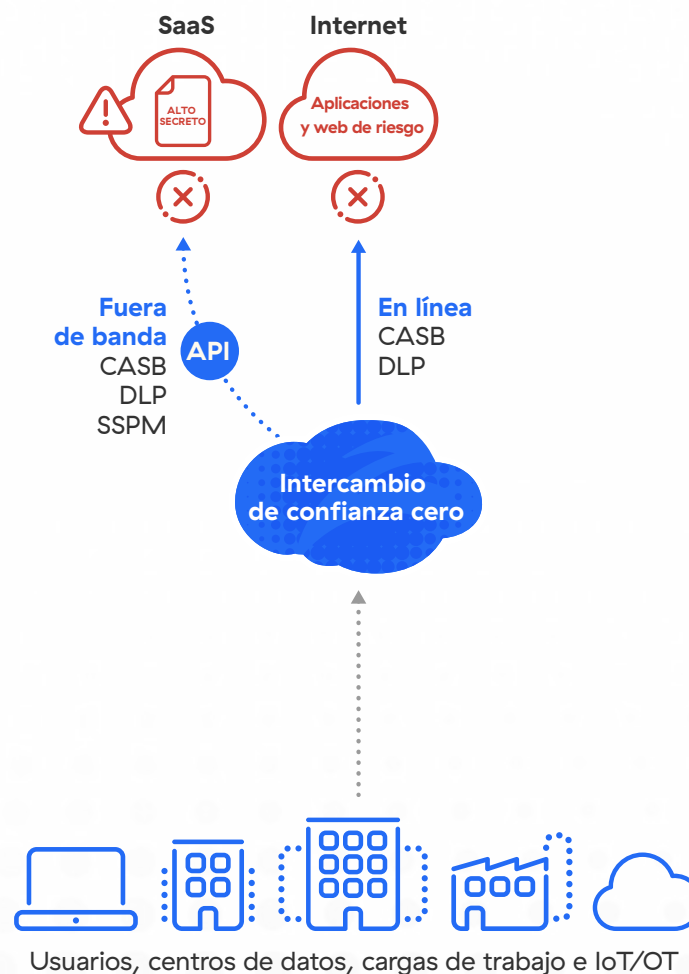 SaaS
Internet
ALTO
SECRETO
Aplicaciones
y web de riesgo
Fuera
de banda
CASB
DLP
SSPM
API
En línea
CASB
DLP
Intercambio
de confianza cero
Usuarios, centros de datos, cargas de trabajo e IoT/OT